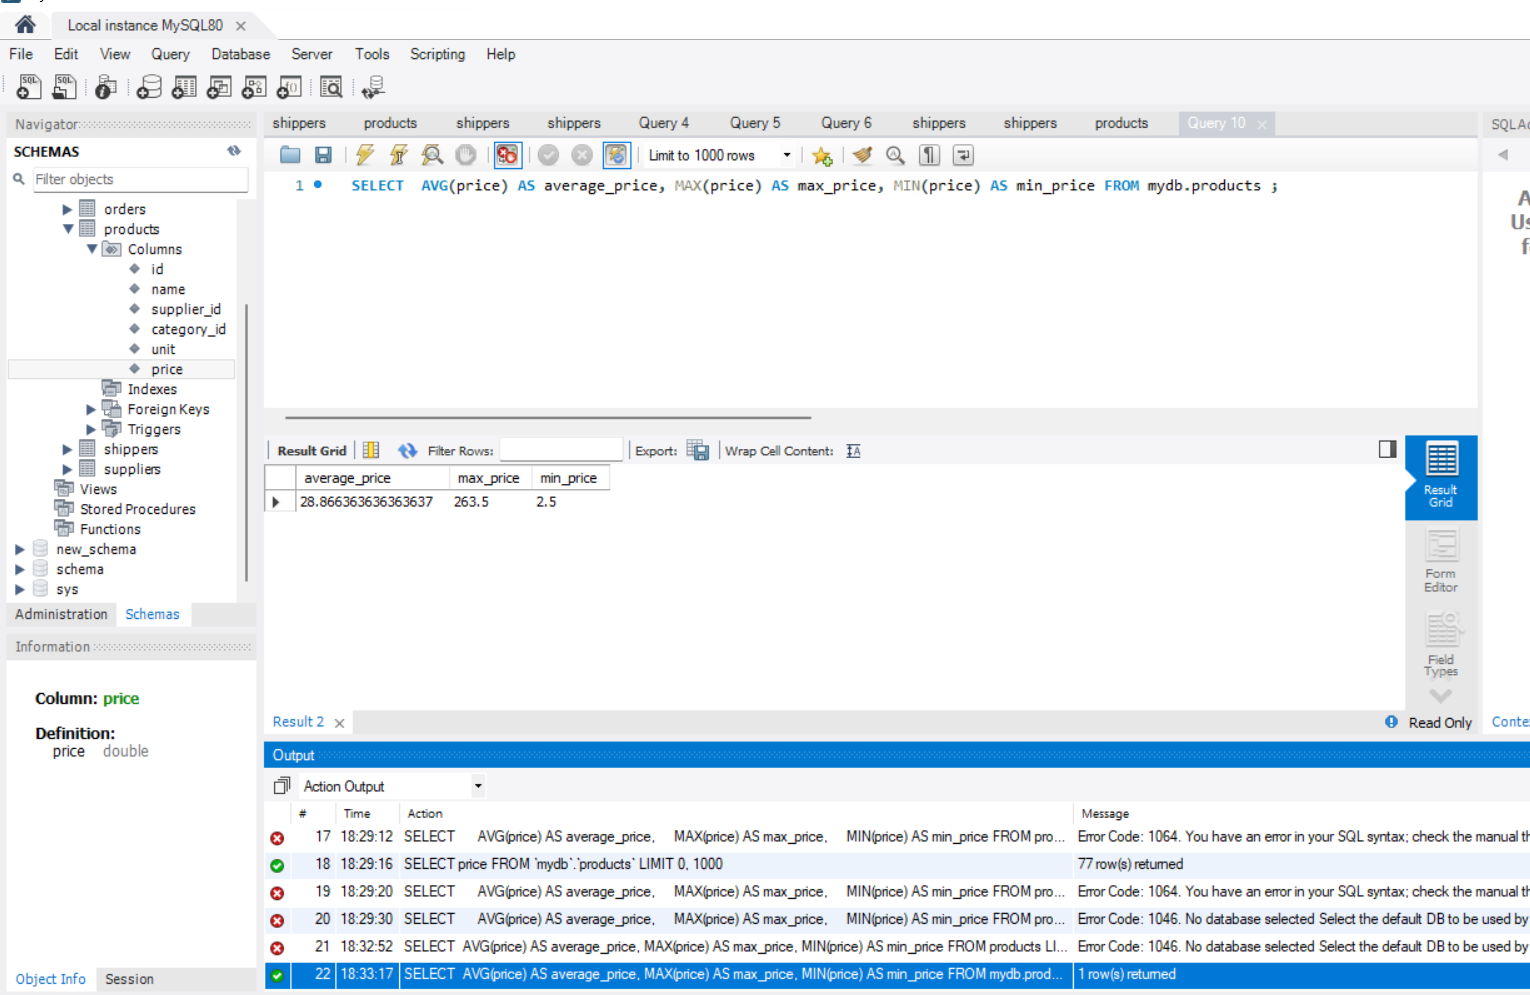 Local instance MySQL80
File Edit View Query Database Server Tools Scripting Help
Navigator
SCHEMAS
Filter objects
orders
products
Columns
id
name
supplier_id
category_id
unit
price
Indexes
Foreign Keys
Triggers
shippers
suppliers
Views
Stored Procedures
Functions
new_schema
schema
sys
Administration Schemas
Information
Column: price
Definition:
price double
Object Info Session
shippers products shippers shippers Query 4 Query 5 Query 6 shippers shippers products Query 10
Limit to 1000 rows
1 SELECT AVG(price) AS average_price, MAX(price) AS max_price, MIN(price) AS min_price FROM mydb.products ;
Result Grid Filter Rows: Export: Wrap Cell Content:
average_price max_price min_price
28.866363636363637 263.5 2.5
Result
Grid
Form
Editor
Field
Types
Result 2 Read Only
Output
Action Output
# Time Action Message
17 18:29:12 SELECT AVG(price) AS average_price, MAX(price) AS max_price, MIN(price) AS min_price FROM pro... Error Code: 1064. You have an error in your SQL syntax; check the manual
18 18:29:16 SELECT price FROM `mydb`.`products` LIMIT 0, 1000 77 row(s) returned
19 18:29:20 SELECT AVG(price) AS average_price, MAX(price) AS max_price, MIN(price) AS min_price FROM pro... Error Code: 1064. You have an error in your SQL syntax; check the manual
20 18:29:30 SELECT AVG(price) AS average_price, MAX(price) AS max_price, MIN(price) AS min_price FROM pro... Error Code: 1046. No database selected Select the default DB to be used by
21 18:32:52 SELECT AVG(price) AS average_price, MAX(price) AS max_price, MIN(price) AS min_price FROM products LI... Error Code: 1046. No database selected Select the default DB to be used by
22 18:33:17 SELECT AVG(price) AS average_price, MAX(price) AS max_price, MIN(price) AS min_price FROM mydb.prod... 1 row(s) returned